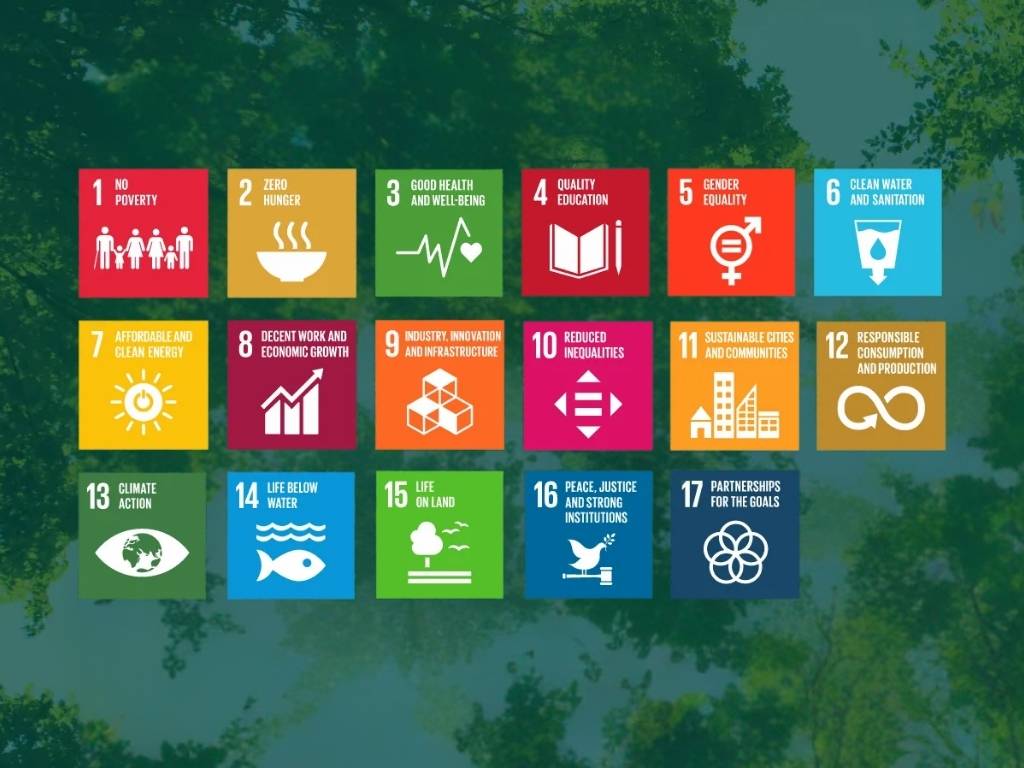 1 NO
POVERTY
2 ZERO
HUNGER
3 GOOD HEALTH
AND WELL-BEING
4 QUALITY
EDUCATION
5 GENDER
EQUALITY
6 CLEAN WATER
AND SANITATION
7 AFFORDABLE AND
CLEAN ENERGY
8 DECENT WORK AND
ECONOMIC GROWTH
9 INDUSTRY, INNOVATION
AND INFRASTRUCTURE
10 REDUCED
INEQUALITIES
11 SUSTAINABLE CITIES
AND COMMUNITIES
12 RESPONSIBLE
CONSUMPTION
AND PRODUCTION
13 CLIMATE
ACTION
14 LIFE BELOW
WATER
15 LIFE
ON LAND
16 PEACE, JUSTICE
AND STRONG
INSTITUTIONS
17 PARTNERSHIPS
FOR THE GOALS